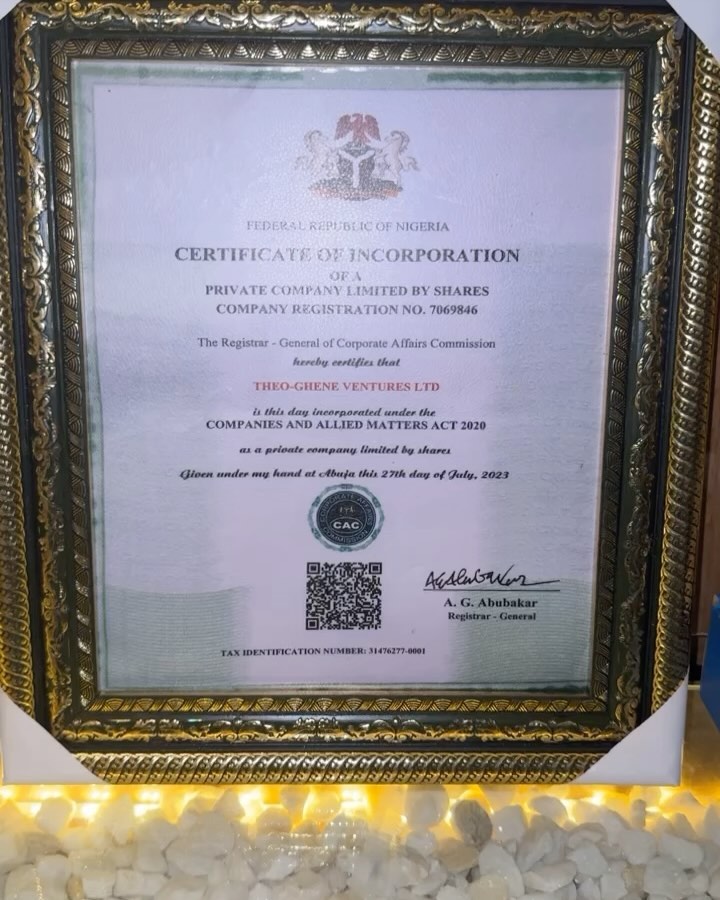 FEDERAL REPUBLIC OF NIGERIA
CERTIFICATE OF INCORPORATION
OF A
PRIVATE COMPANY LIMITED BY SHARES
COMPANY REGISTRATION NO. 7069846
The Registrar - General of Corporate Affairs Commission
hereby certifies that
THEO-GHENE VENTURES LTD
is this day incorporated under the
COMPANIES AND ALLIED MATTERS ACT 2020
as a private company limited by shares
Given under my hand at Abuja this 27th day of July, 2023
CORPORATE AFFAIRS
CAC
COMMISSION
A. G. Abubakar
Registrar - General
TAX IDENTIFICATION NUMBER: 31476277-0001